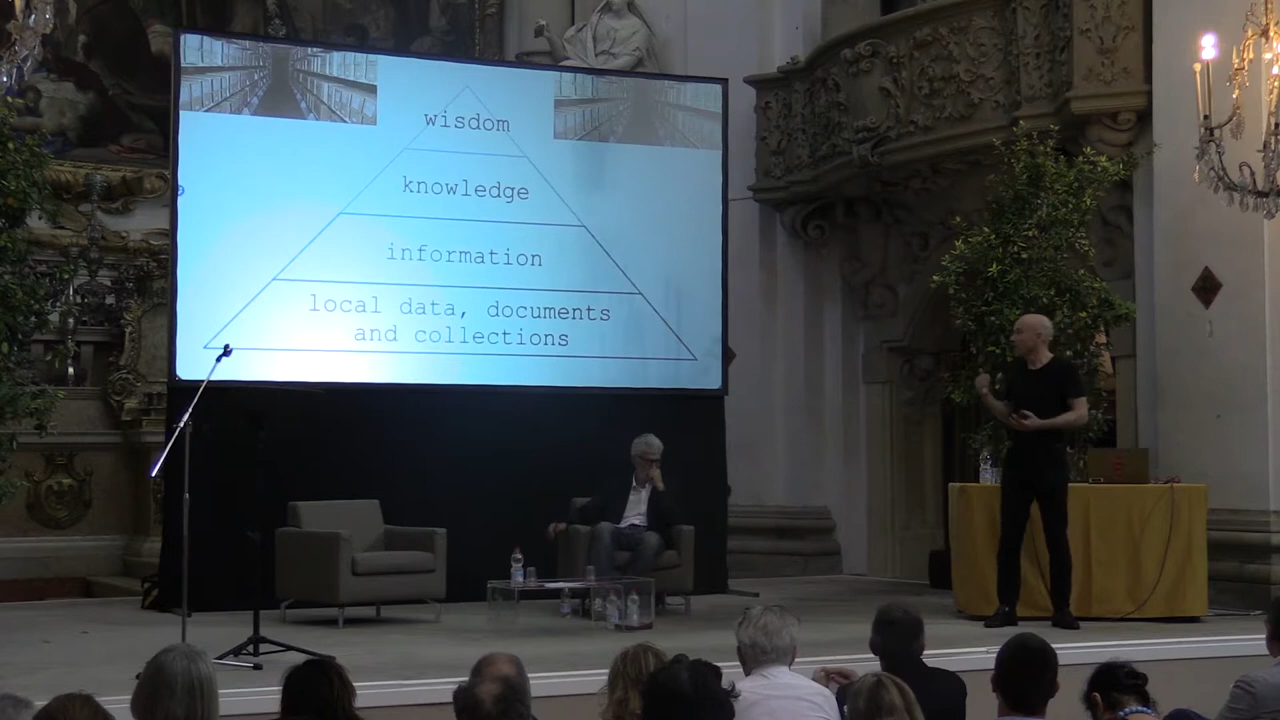 wisdom
knowledge
information
local data, documents
and collections